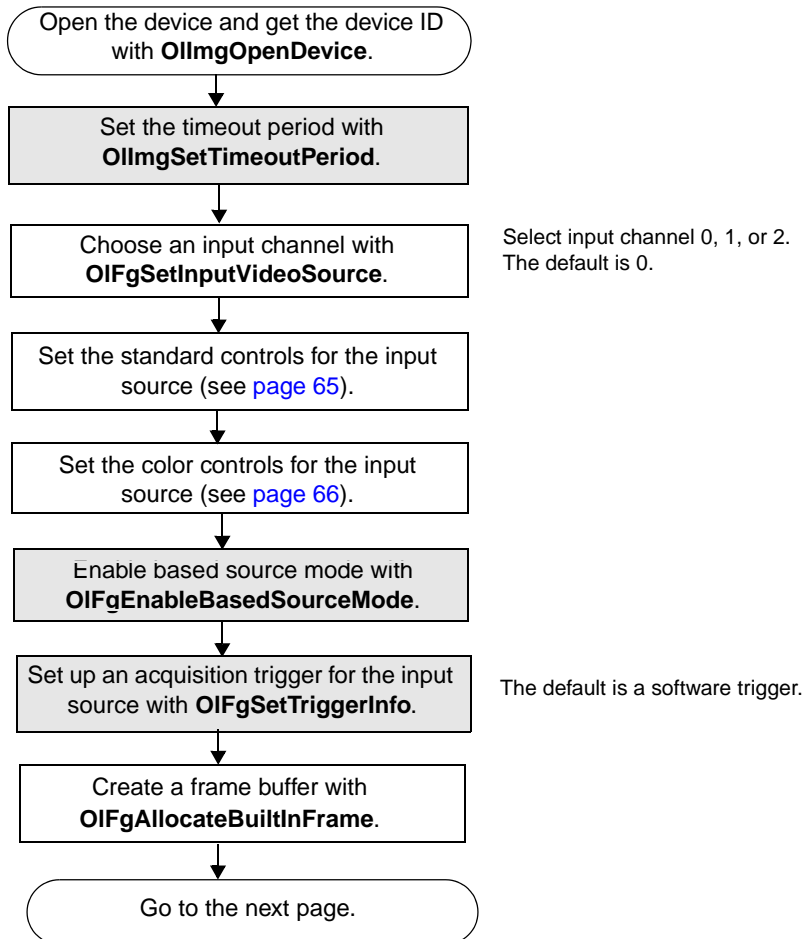 Open the device and get the device ID
with OlImgOpenDevice.
Set the timeout period with
OlImgSetTimeoutPeriod.
Choose an input channel with
OlFgSetInputVideoSource.
Select input channel 0, 1, or 2.
The default is 0.
Set the standard controls for the input
source (see page 65).
Set the color controls for the input
source (see page 66).
Enable based source mode with
OlFgEnableBasedSourceMode.
Set up an acquisition trigger for the input
source with OlFgSetTriggerInfo.
The default is a software trigger.
Create a frame buffer with
OlFgAllocateBuiltInFrame.
Go to the next page.